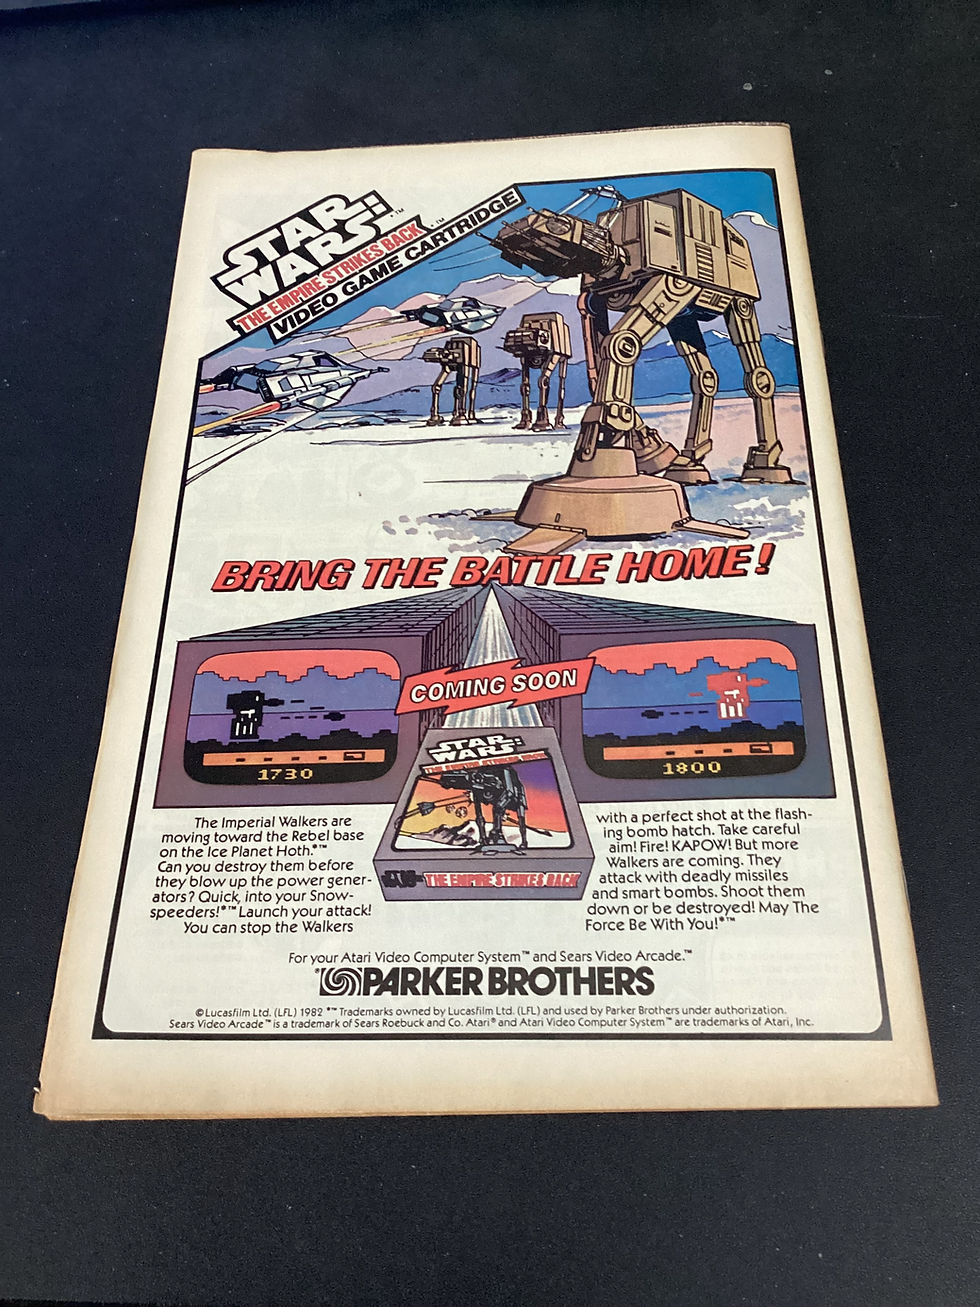 STAR
WARS:™
THE EMPIRE STRIKES BACK™
VIDEO GAME CARTRIDGE
BRING THE BATTLE HOME!
COMING SOON
1730
1800
STAR
WARS:
THE EMPIRE STRIKES BACK
THE EMPIRE STRIKES BACK
The Imperial Walkers are
moving toward the Rebel base
on the Ice Planet Hoth.*™
Can you destroy them before
they blow up the power gener-
ators? Quick, into your Snow-
speeders!*™ Launch your attack!
You can stop the Walkers
with a perfect shot at the flash-
ing bomb hatch. Take careful
aim! Fire! KAPOW! But more
Walkers are coming. They
attack with deadly missiles
and smart bombs. Shoot them
down or be destroyed! May The
Force Be With You!*™
For your Atari Video Computer System™ and Sears Video Arcade.™
PARKER BROTHERS
©Lucasfilm Ltd. (LFL) 1982 *™ Trademarks owned by Lucasfilm Ltd. (LFL) and used by Parker Brothers under authorization.
Sears Video Arcade™ is a trademark of Sears Roebuck and Co. Atari® and Atari Video Computer System™ are trademarks of Atari, Inc.